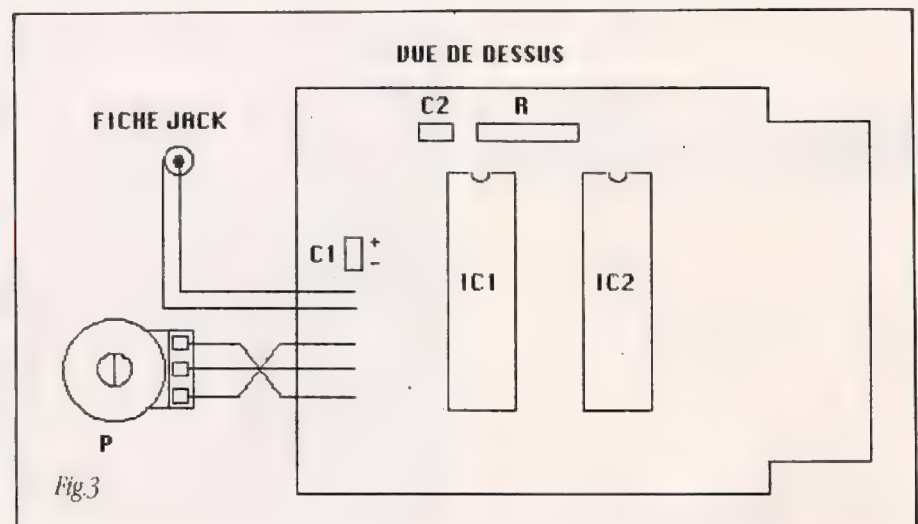 VUE DE DESSUS
FICHE JACK
C2
R
C1
+
-
IC1
IC2
P
Fig.3